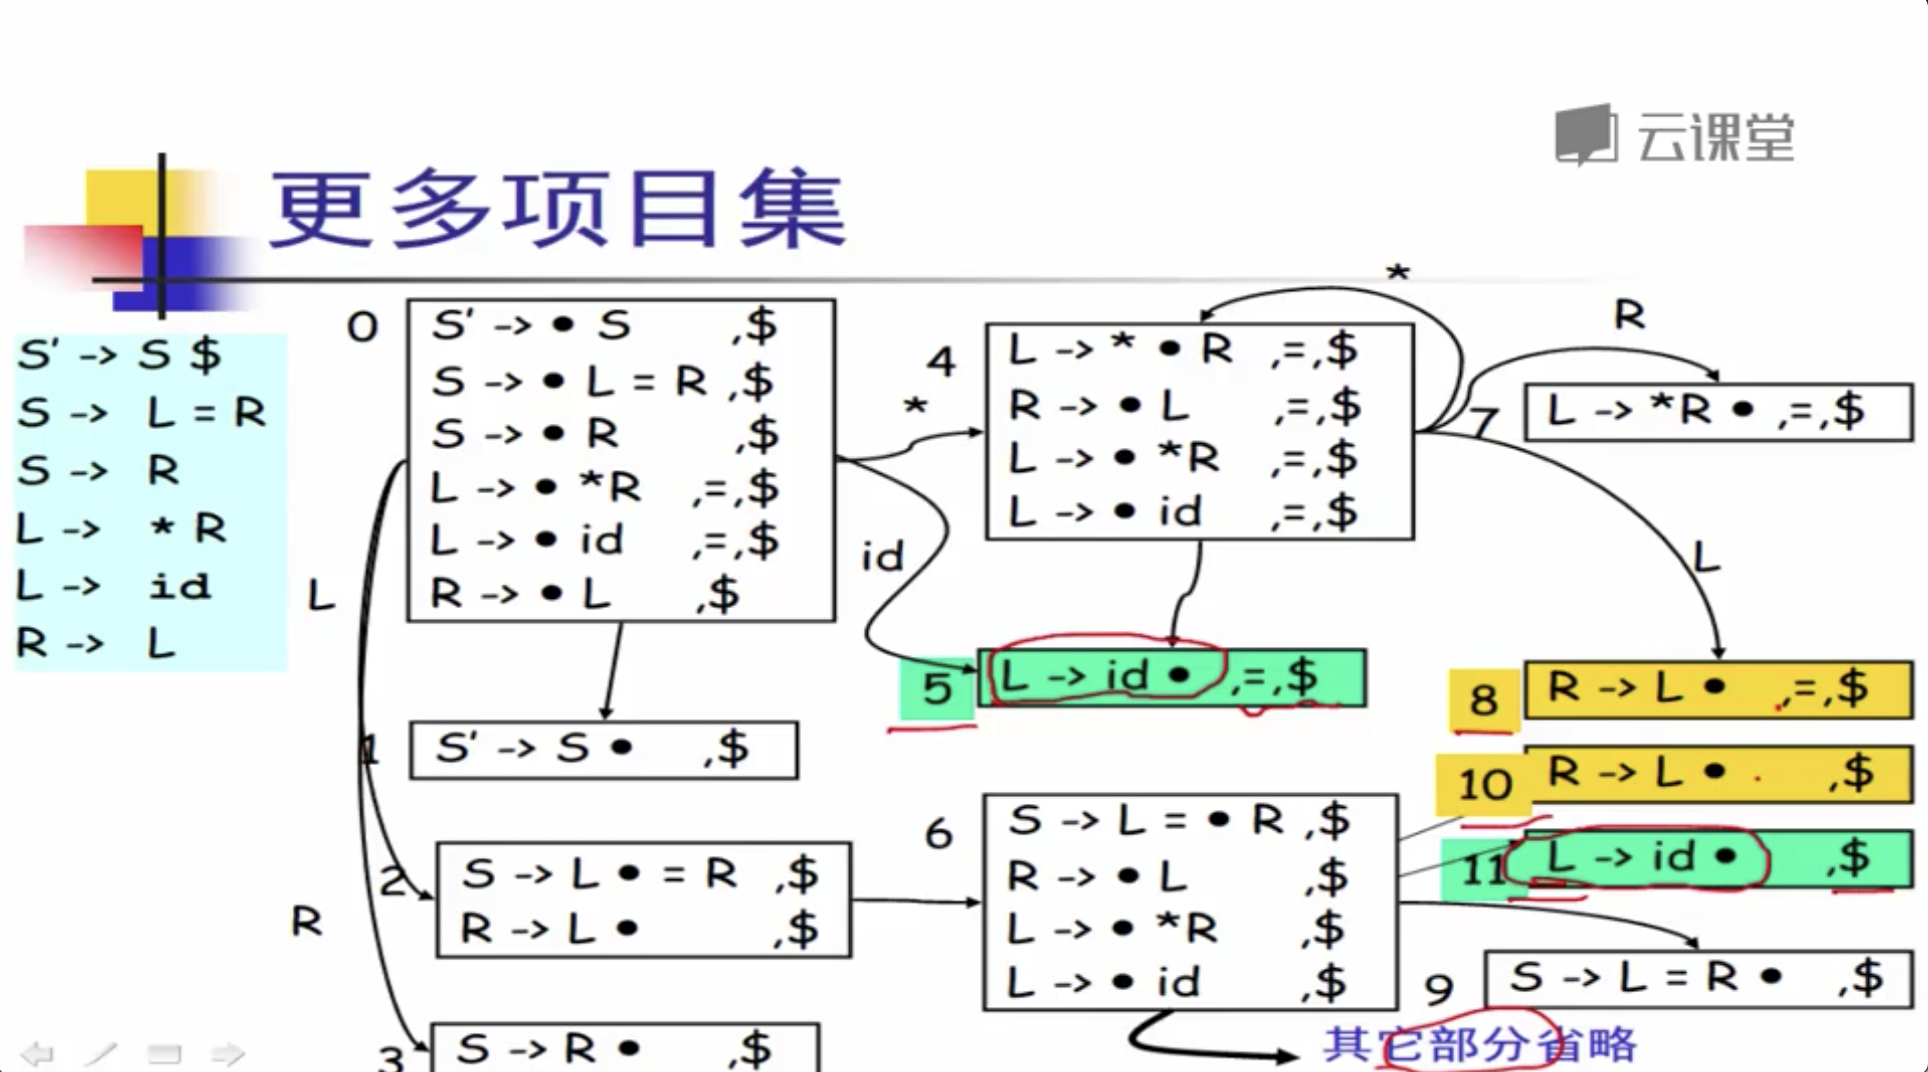 云课堂
更多项目集
S' -> S $
S -> L = R
S -> R
L -> * R
L -> id
R -> L
0
S' -> • S ,$
S -> • L = R ,$
S -> • R ,$
L -> • *R ,=,$
L -> • id ,=,$
R -> • L ,$
*
id
L
R
1
S' -> S • ,$
2
S -> L • = R ,$
R -> L • ,$
3
S -> R • ,$
4
L -> * • R ,=,$
R -> • L ,=,$
L -> • *R ,=,$
L -> • id ,=,$
*
R
7
L -> *R • ,=,$
L
5
L -> id • ,=,$
6
S -> L = • R ,$
R -> • L ,$
L -> • *R ,$
L -> • id ,$
8
R -> L • ,=,$
10
R -> L • ,$
11
L -> id • ,$
9
S -> L = R • ,$
其它部分省略